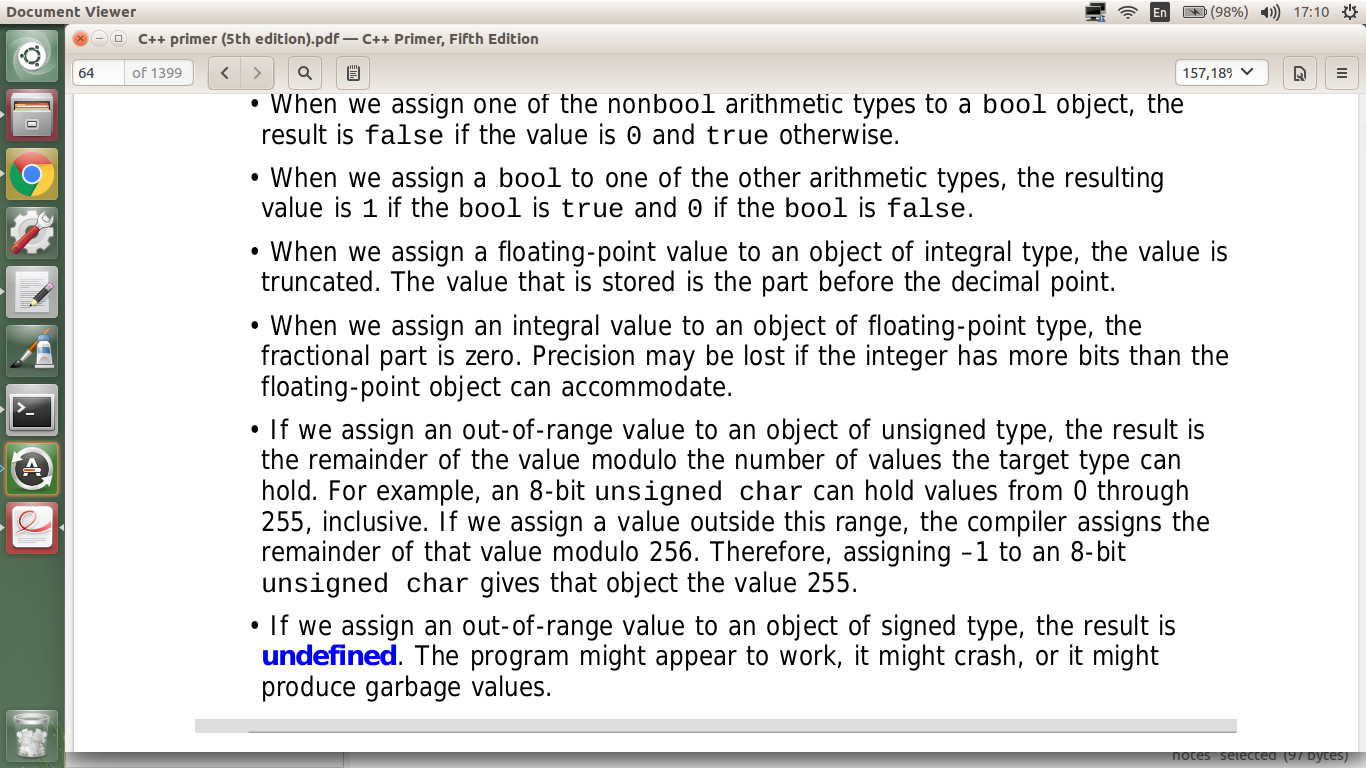 Document Viewer
En
(98%)
17:10
C++ primer (5th edition).pdf — C++ Primer, Fifth Edition
64 of 1399
157,18%
• When we assign one of the nonbool arithmetic types to a bool object, the
result is false if the value is 0 and true otherwise.
• When we assign a bool to one of the other arithmetic types, the resulting
value is 1 if the bool is true and 0 if the bool is false.
• When we assign a floating-point value to an object of integral type, the value is
truncated. The value that is stored is the part before the decimal point.
• When we assign an integral value to an object of floating-point type, the
fractional part is zero. Precision may be lost if the integer has more bits than the
floating-point object can accommodate.
• If we assign an out-of-range value to an object of unsigned type, the result is
the remainder of the value modulo the number of values the target type can
hold. For example, an 8-bit unsigned char can hold values from 0 through
255, inclusive. If we assign a value outside this range, the compiler assigns the
remainder of that value modulo 256. Therefore, assigning –1 to an 8-bit
unsigned char gives that object the value 255.
• If we assign an out-of-range value to an object of signed type, the result is
undefined. The program might appear to work, it might crash, or it might
produce garbage values.
notes" selected (97 bytes)